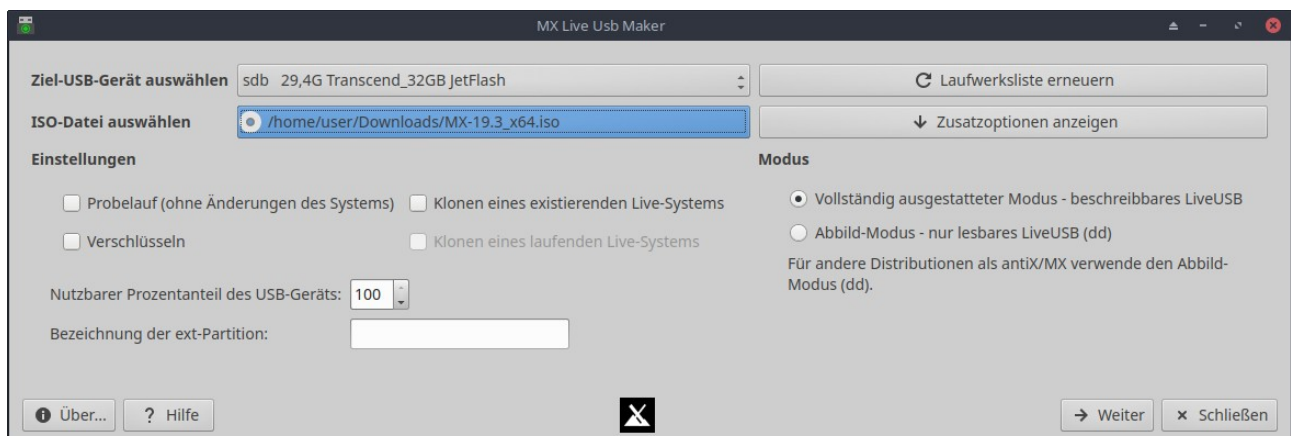 MX Live Usb Maker
Ziel-USB-Gerät auswählen sdb 29,4G Transcend_32GB JetFlash Laufwerksliste erneuern
ISO-Datei auswählen /home/user/Downloads/MX-19.3_x64.iso Zusatzoptionen anzeigen
Einstellungen Modus
Probelauf (ohne Änderungen des Systems) Klonen eines existierenden Live-Systems
Vollständig ausgestatteter Modus - beschreibbares LiveUSB
Verschlüsseln Klonen eines laufenden Live-Systems
Abbild-Modus - nur lesbares LiveUSB (dd)
Für andere Distributionen als antiX/MX verwende den Abbild-
Modus (dd).
Nutzbarer Prozentanteil des USB-Geräts: 100
Bezeichnung der ext-Partition:
Über... ? Hilfe Weiter Schließen